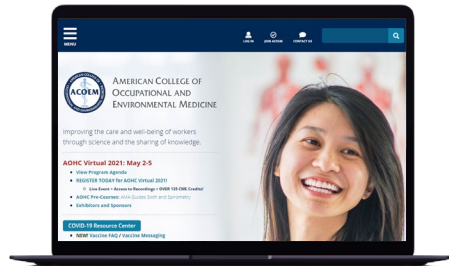 MENU
LOG IN
JOIN ACOEM
CONTACT US
ACOEM
AMERICAN COLLEGE OF
OCCUPATIONAL AND
ENVIRONMENTAL MEDICINE
Improving the care and well-being of workers
through science and the sharing of knowledge.
AOHC Virtual 2021: May 2-5
View Program Agenda
REGISTER TODAY for AOHC Virtual 2021!
Live Event + Access to Recordings + OVER 125 CME Credits!
AOHC Pre-Courses: AMA Guides Sixth and Spirometry
Exhibitors and Sponsors
COVID-19 Resource Center
NEW! Vaccine FAQ / Vaccine Messaging